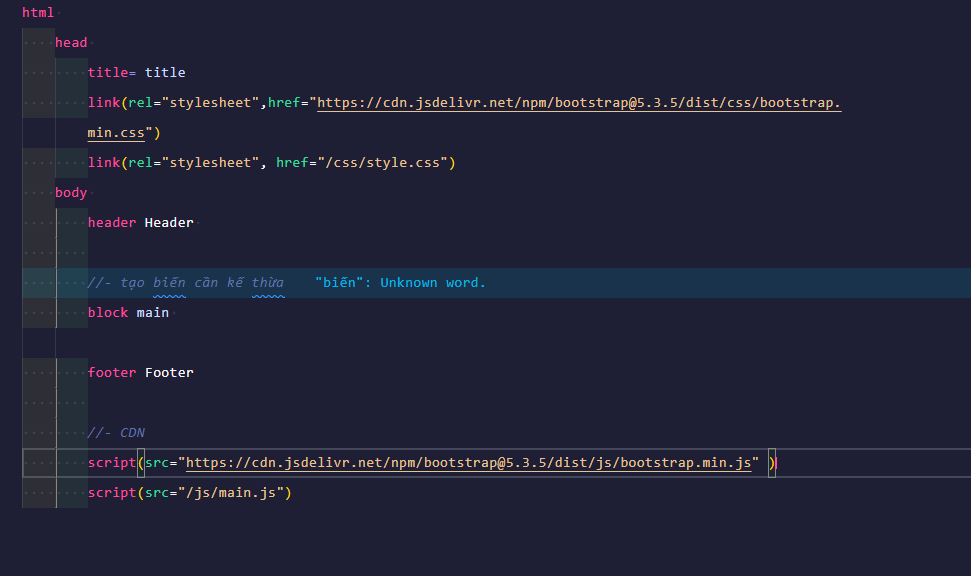 html
head
title= title
link(rel="stylesheet",href="https://cdn.jsdelivr.net/npm/bootstrap@5.3.5/dist/css/bootstrap.
min.css")
link(rel="stylesheet", href="/css/style.css")
body
header Header
//- tạo biến cần kế thừa "biến": Unknown word.
block main
footer Footer
//- CDN
script(src="https://cdn.jsdelivr.net/npm/bootstrap@5.3.5/dist/js/bootstrap.min.js" )
script(src="/js/main.js")